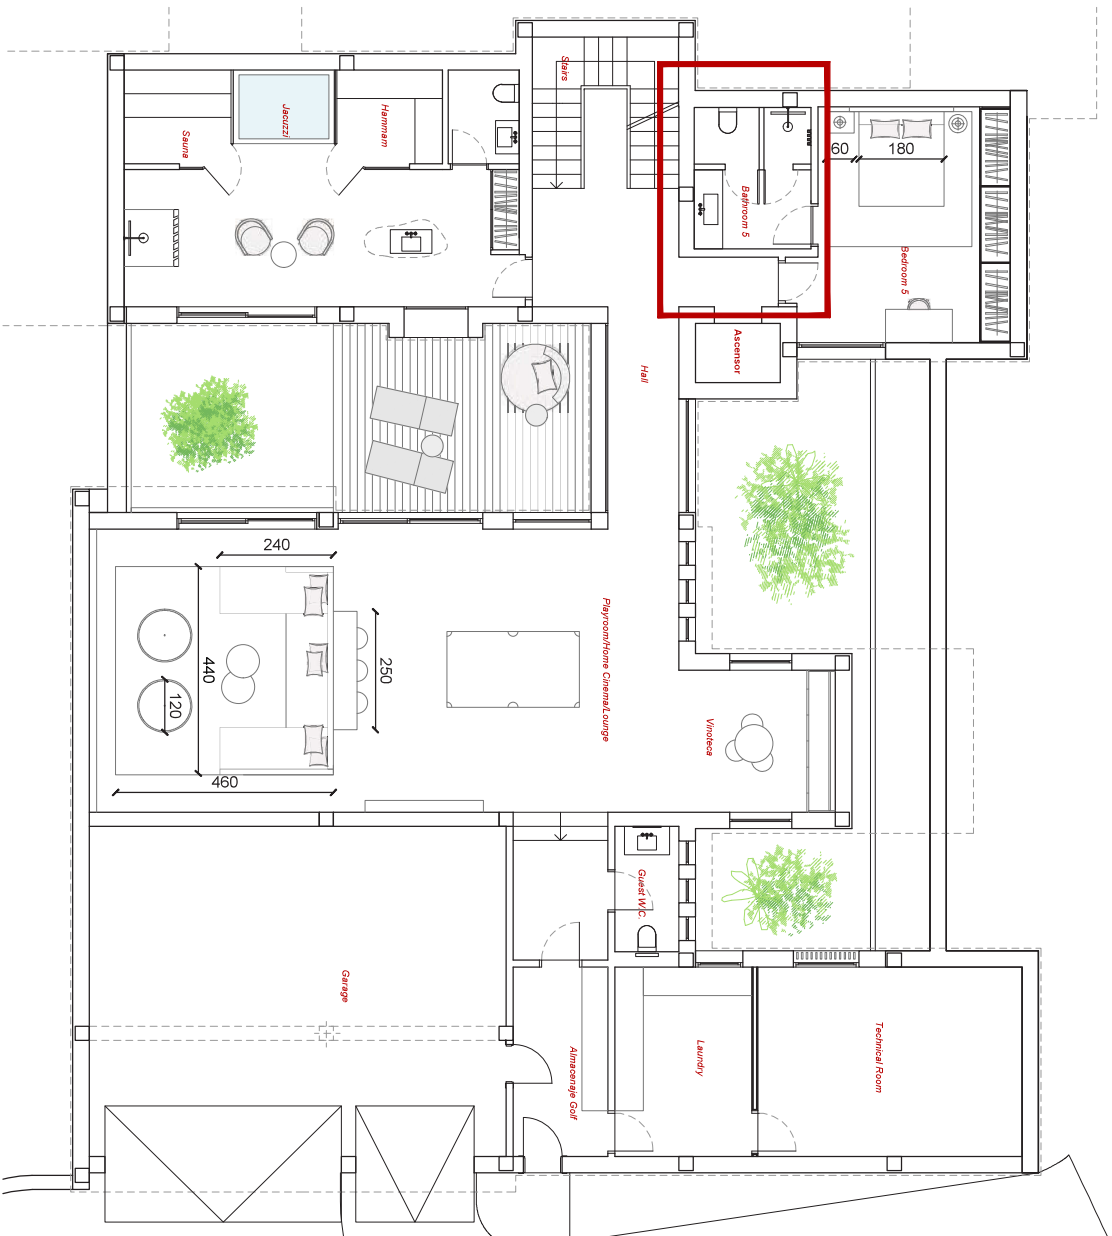 Stairs
Sauna
Jacuzzi
Hammam
Bathroom 5
60
180
Bedroom 5
Ascensor
Hall
240
440
120
250
460
Playroom/Home Cinema/Lounge
Vinoteca
Guest W.C.
Garage
Almacenaje Golf
Laundry
Technical Room